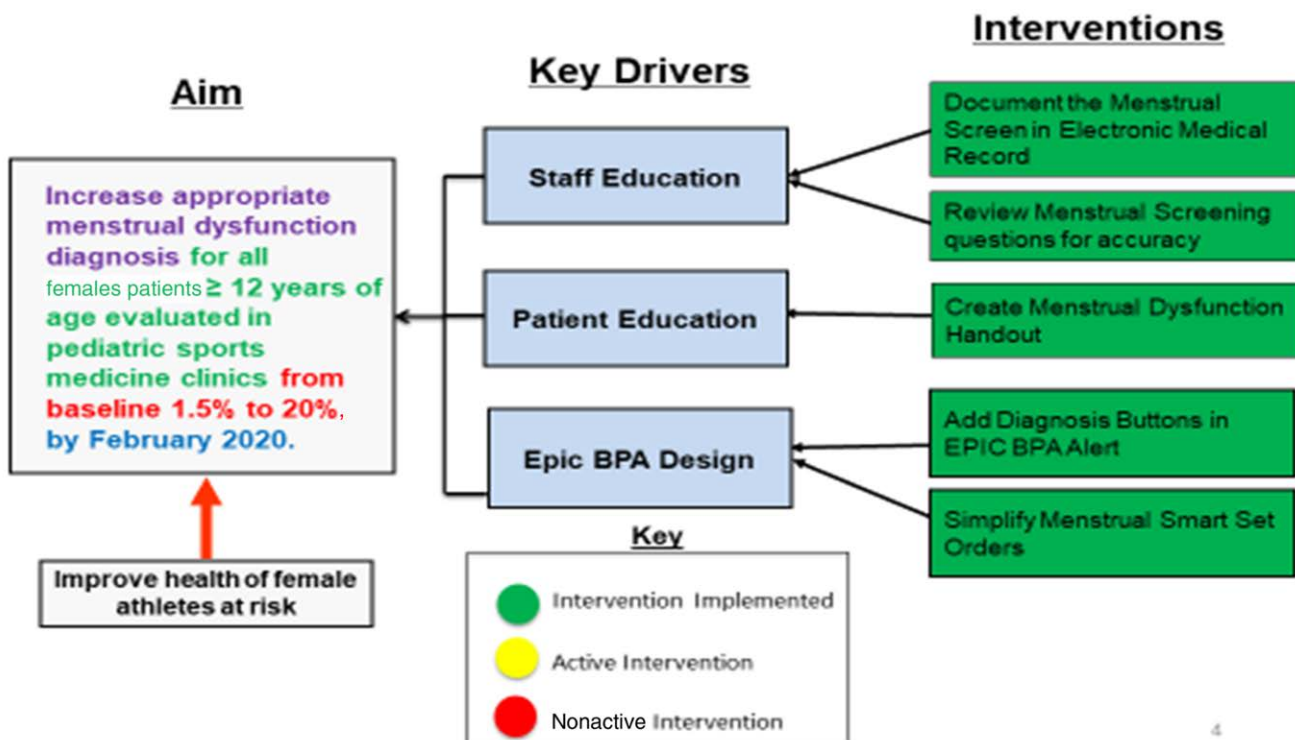 Aim
Increase appropriate
menstrual dysfunction
diagnosis for all
females patients ≥ 12 years of
age evaluated in
pediatric sports
medicine clinics from
baseline 1.5% to 20%,
by February 2020.
Improve health of female
athletes at risk
Key Drivers
Staff Education
Patient Education
Epic BPA Design
Interventions
Document the Menstrual
Screen in Electronic Medical
Record
Review Menstrual Screening
questions for accuracy
Create Menstrual Dysfunction
Handout
Add Diagnosis Buttons in
EPIC BPA Alert
Simplify Menstrual Smart Set
Orders
Key
Intervention Implemented
Active Intervention
Nonactive Intervention
4